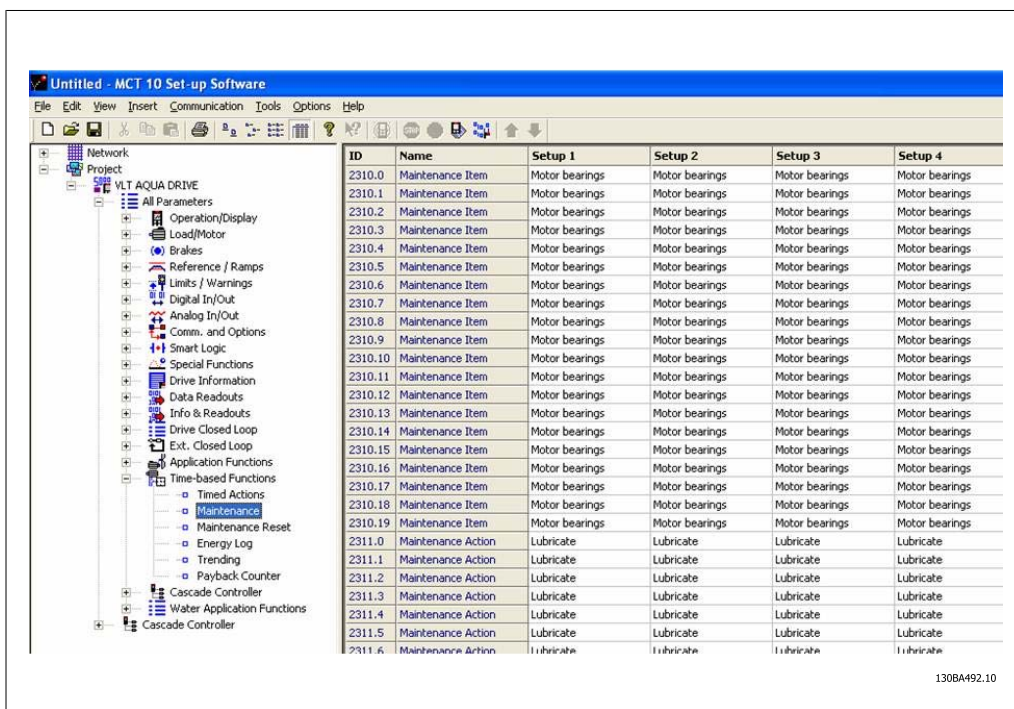 Untitled - MCT 10 Set-up Software
File Edit View Insert Communication Tools Options Help
Network
Project
VLT AQUA DRIVE
All Parameters
Operation/Display
Load/Motor
Brakes
Reference / Ramps
Limits / Warnings
Digital In/Out
Analog In/Out
Comm. and Options
Smart Logic
Special Functions
Drive Information
Data Readouts
Info & Readouts
Drive Closed Loop
Ext. Closed Loop
Application Functions
Time-based Functions
Timed Actions
Maintenance
Maintenance Reset
Energy Log
Trending
Payback Counter
Cascade Controller
Water Application Functions
Cascade Controller
ID Name Setup 1 Setup 2 Setup 3 Setup 4
2310.0 Maintenance Item Motor bearings Motor bearings Motor bearings Motor bearings
2310.1 Maintenance Item Motor bearings Motor bearings Motor bearings Motor bearings
2310.2 Maintenance Item Motor bearings Motor bearings Motor bearings Motor bearings
2310.3 Maintenance Item Motor bearings Motor bearings Motor bearings Motor bearings
2310.4 Maintenance Item Motor bearings Motor bearings Motor bearings Motor bearings
2310.5 Maintenance Item Motor bearings Motor bearings Motor bearings Motor bearings
2310.6 Maintenance Item Motor bearings Motor bearings Motor bearings Motor bearings
2310.7 Maintenance Item Motor bearings Motor bearings Motor bearings Motor bearings
2310.8 Maintenance Item Motor bearings Motor bearings Motor bearings Motor bearings
2310.9 Maintenance Item Motor bearings Motor bearings Motor bearings Motor bearings
2310.10 Maintenance Item Motor bearings Motor bearings Motor bearings Motor bearings
2310.11 Maintenance Item Motor bearings Motor bearings Motor bearings Motor bearings
2310.12 Maintenance Item Motor bearings Motor bearings Motor bearings Motor bearings
2310.13 Maintenance Item Motor bearings Motor bearings Motor bearings Motor bearings
2310.14 Maintenance Item Motor bearings Motor bearings Motor bearings Motor bearings
2310.15 Maintenance Item Motor bearings Motor bearings Motor bearings Motor bearings
2310.16 Maintenance Item Motor bearings Motor bearings Motor bearings Motor bearings
2310.17 Maintenance Item Motor bearings Motor bearings Motor bearings Motor bearings
2310.18 Maintenance Item Motor bearings Motor bearings Motor bearings Motor bearings
2310.19 Maintenance Item Motor bearings Motor bearings Motor bearings Motor bearings
2311.0 Maintenance Action Lubricate Lubricate Lubricate Lubricate
2311.1 Maintenance Action Lubricate Lubricate Lubricate Lubricate
2311.2 Maintenance Action Lubricate Lubricate Lubricate Lubricate
2311.3 Maintenance Action Lubricate Lubricate Lubricate Lubricate
2311.4 Maintenance Action Lubricate Lubricate Lubricate Lubricate
2311.5 Maintenance Action Lubricate Lubricate Lubricate Lubricate
2311.6 Maintenance Action Lubricate Lubricate Lubricate Lubricate
130BA492.10